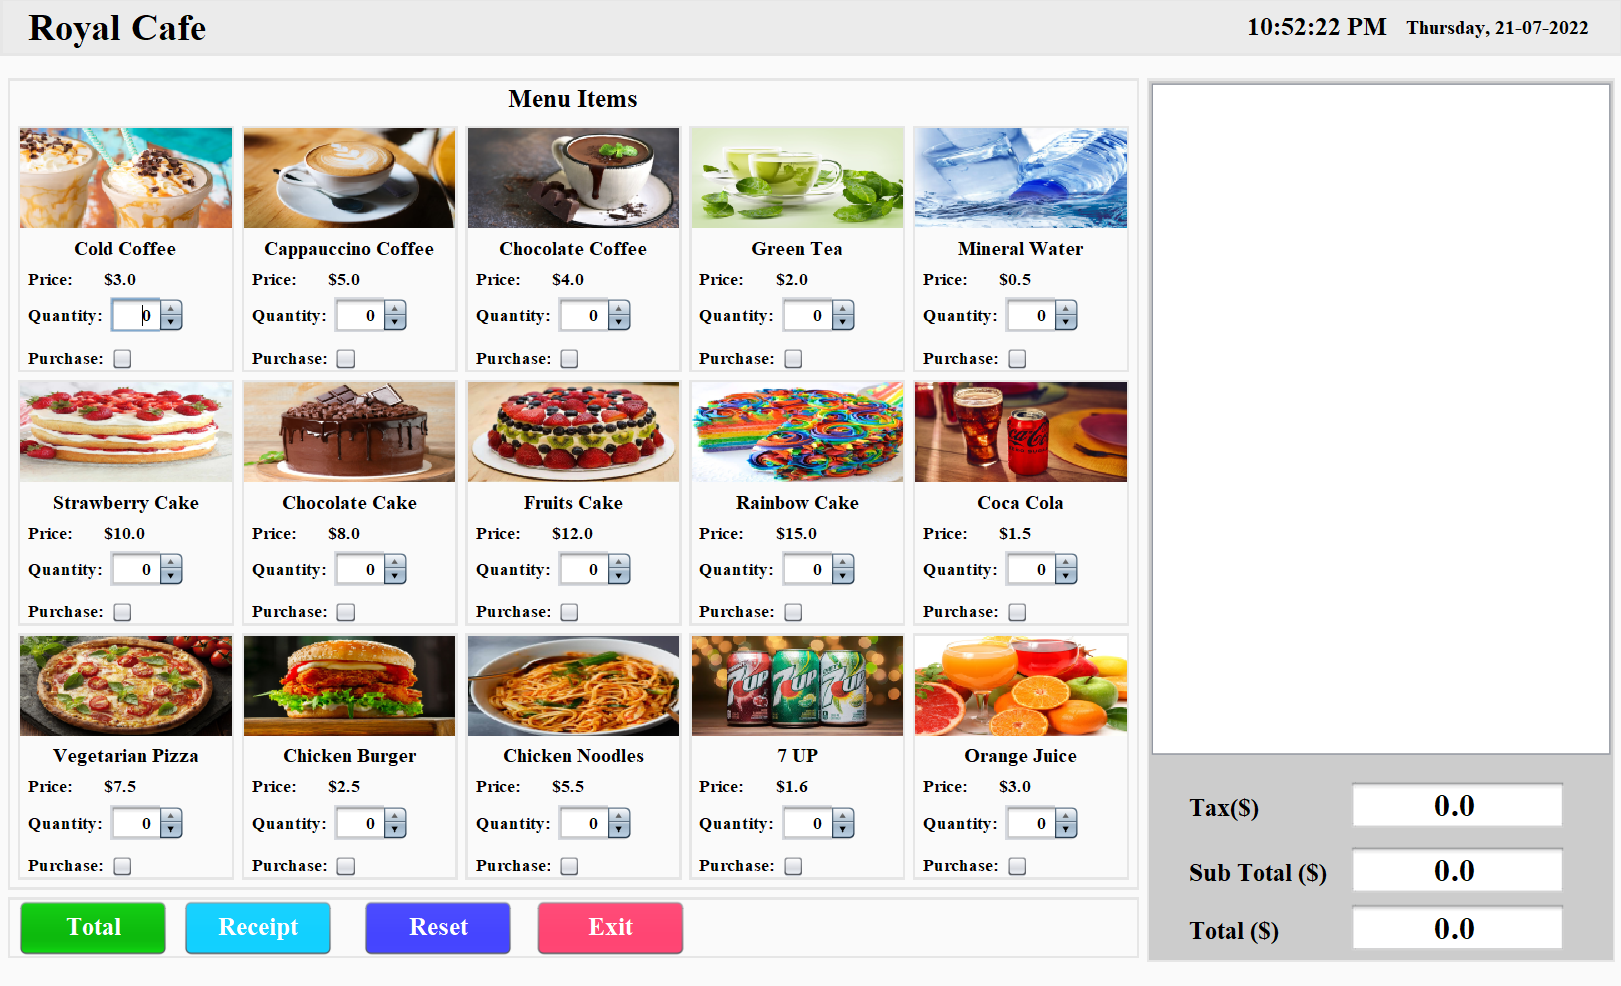 Royal Cafe
10:52:22 PM Thursday, 21-07-2022
Menu Items
Cold Coffee
Price: $3.0
Quantity: 0
Purchase:
Cappauccino Coffee
Price: $5.0
Quantity: 0
Purchase:
Chocolate Coffee
Price: $4.0
Quantity: 0
Purchase:
Green Tea
Price: $2.0
Quantity: 0
Purchase:
Mineral Water
Price: $0.5
Quantity: 0
Purchase:
Strawberry Cake
Price: $10.0
Quantity: 0
Purchase:
Chocolate Cake
Price: $8.0
Quantity: 0
Purchase:
Fruits Cake
Price: $12.0
Quantity: 0
Purchase:
Rainbow Cake
Price: $15.0
Quantity: 0
Purchase:
Coca Cola
Price: $1.5
Quantity: 0
Purchase:
Vegetarian Pizza
Price: $7.5
Quantity: 0
Purchase:
Chicken Burger
Price: $2.5
Quantity: 0
Purchase:
Chicken Noodles
Price: $5.5
Quantity: 0
Purchase:
7UP
7UP
7UP
7 UP
Price: $1.6
Quantity: 0
Purchase:
Orange Juice
Price: $3.0
Quantity: 0
Purchase:
Total
Receipt
Reset
Exit
Tax($) 0.0
Sub Total ($) 0.0
Total ($) 0.0